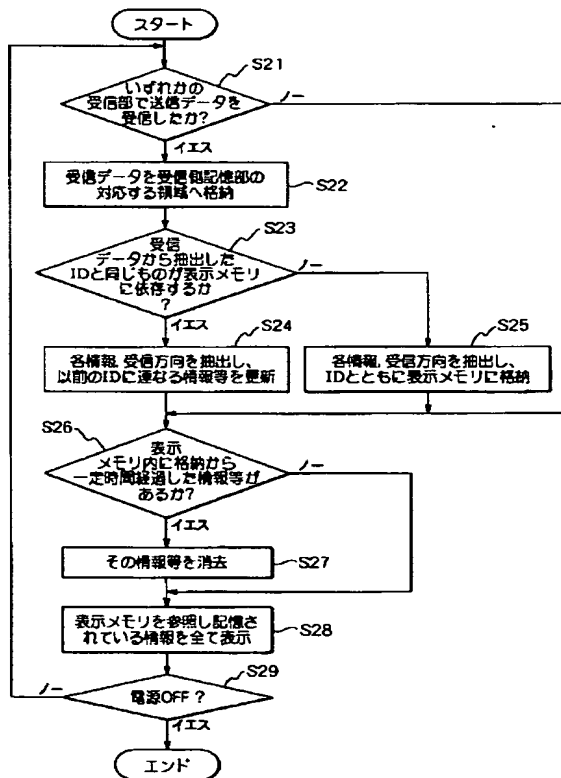 スタート
S21
いずれかの
受信部で送信データを
受信したか?
ノー
イエス
受信データを受信側記憶部の
対応する領域へ格納
S22
S23
受信
データから抽出した
IDと同じものが表示メモリ
に依存するか
?
ノー
イエス
S24
各情報,受信方向を抽出し、
以前のIDに連なる情報等を更新
S25
各情報,受信方向を抽出し、
IDとともに表示メモリに格納
S26
表示
メモリ内に格納から
一定時間経過した情報等が
あるか?
ノー
イエス
その情報等を消去
S27
表示メモリを参照し記憶さ
れている情報を全て表示
S28
S29
ノー
電源OFF?
イエス
エンド